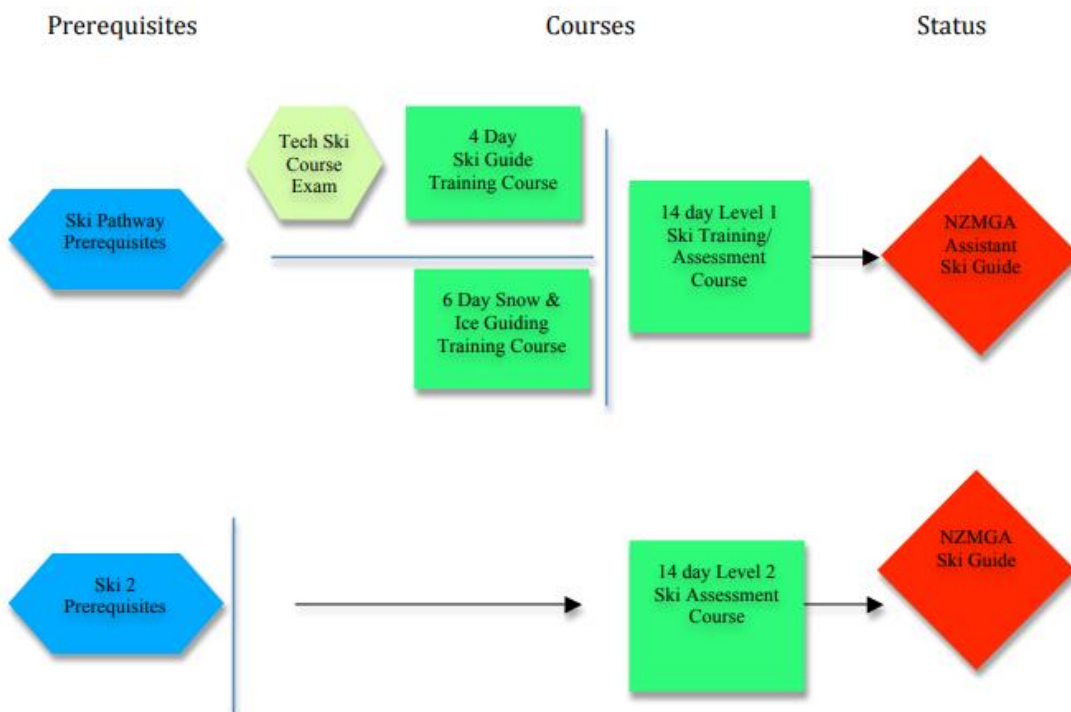 Prerequisites
Courses
Status
Tech Ski
Course
Exam
4 Day
Ski Guide
Training Course
Ski Pathway
Prerequisites
14 day Level 1
Ski Training/
Assessment
Course
NZMGA
Assistant
Ski Guide
6 Day Snow &
Ice Guiding
Training Course
Ski 2
Prerequisites
14 day Level 2
Ski Assessment
Course
NZMGA
Ski Guide